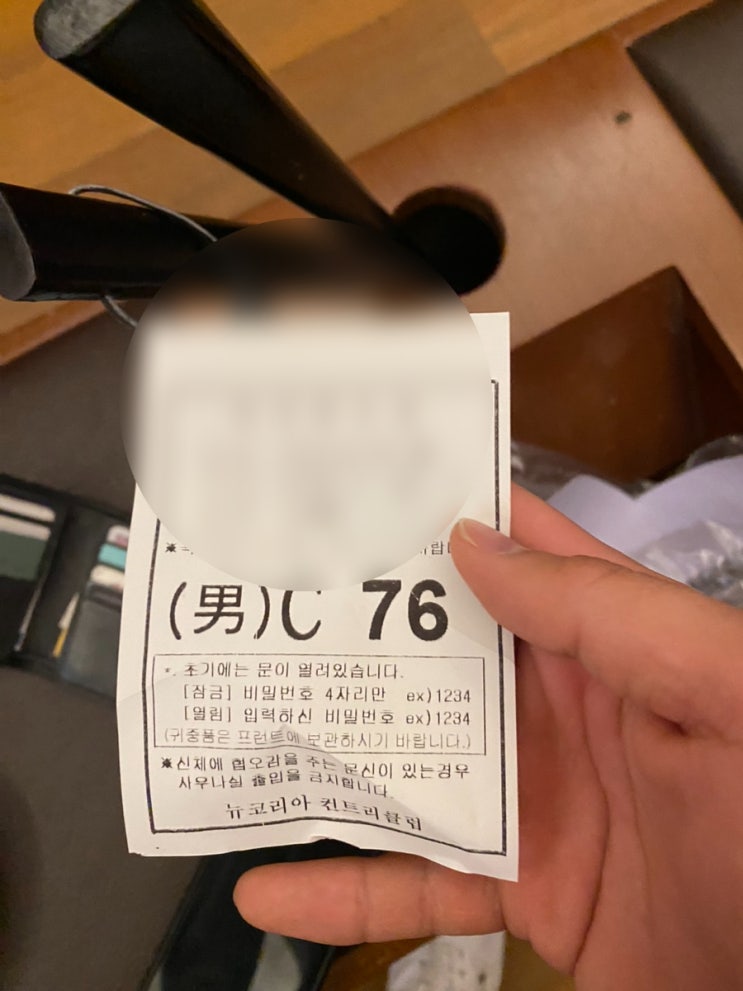 (男)C 76
*. 초기에는 문이 열려있습니다.
[잠금] 비밀번호 4자리만 ex)1234
[열림] 입력하신 비밀번호 ex)1234
(귀중품은 프런트에 보관하시기 바랍니다.)
※신체에 혐오감을 주는 문신이 있는경우
사우나실 출입을 금지합니다.
뉴코리아 컨트리클럽